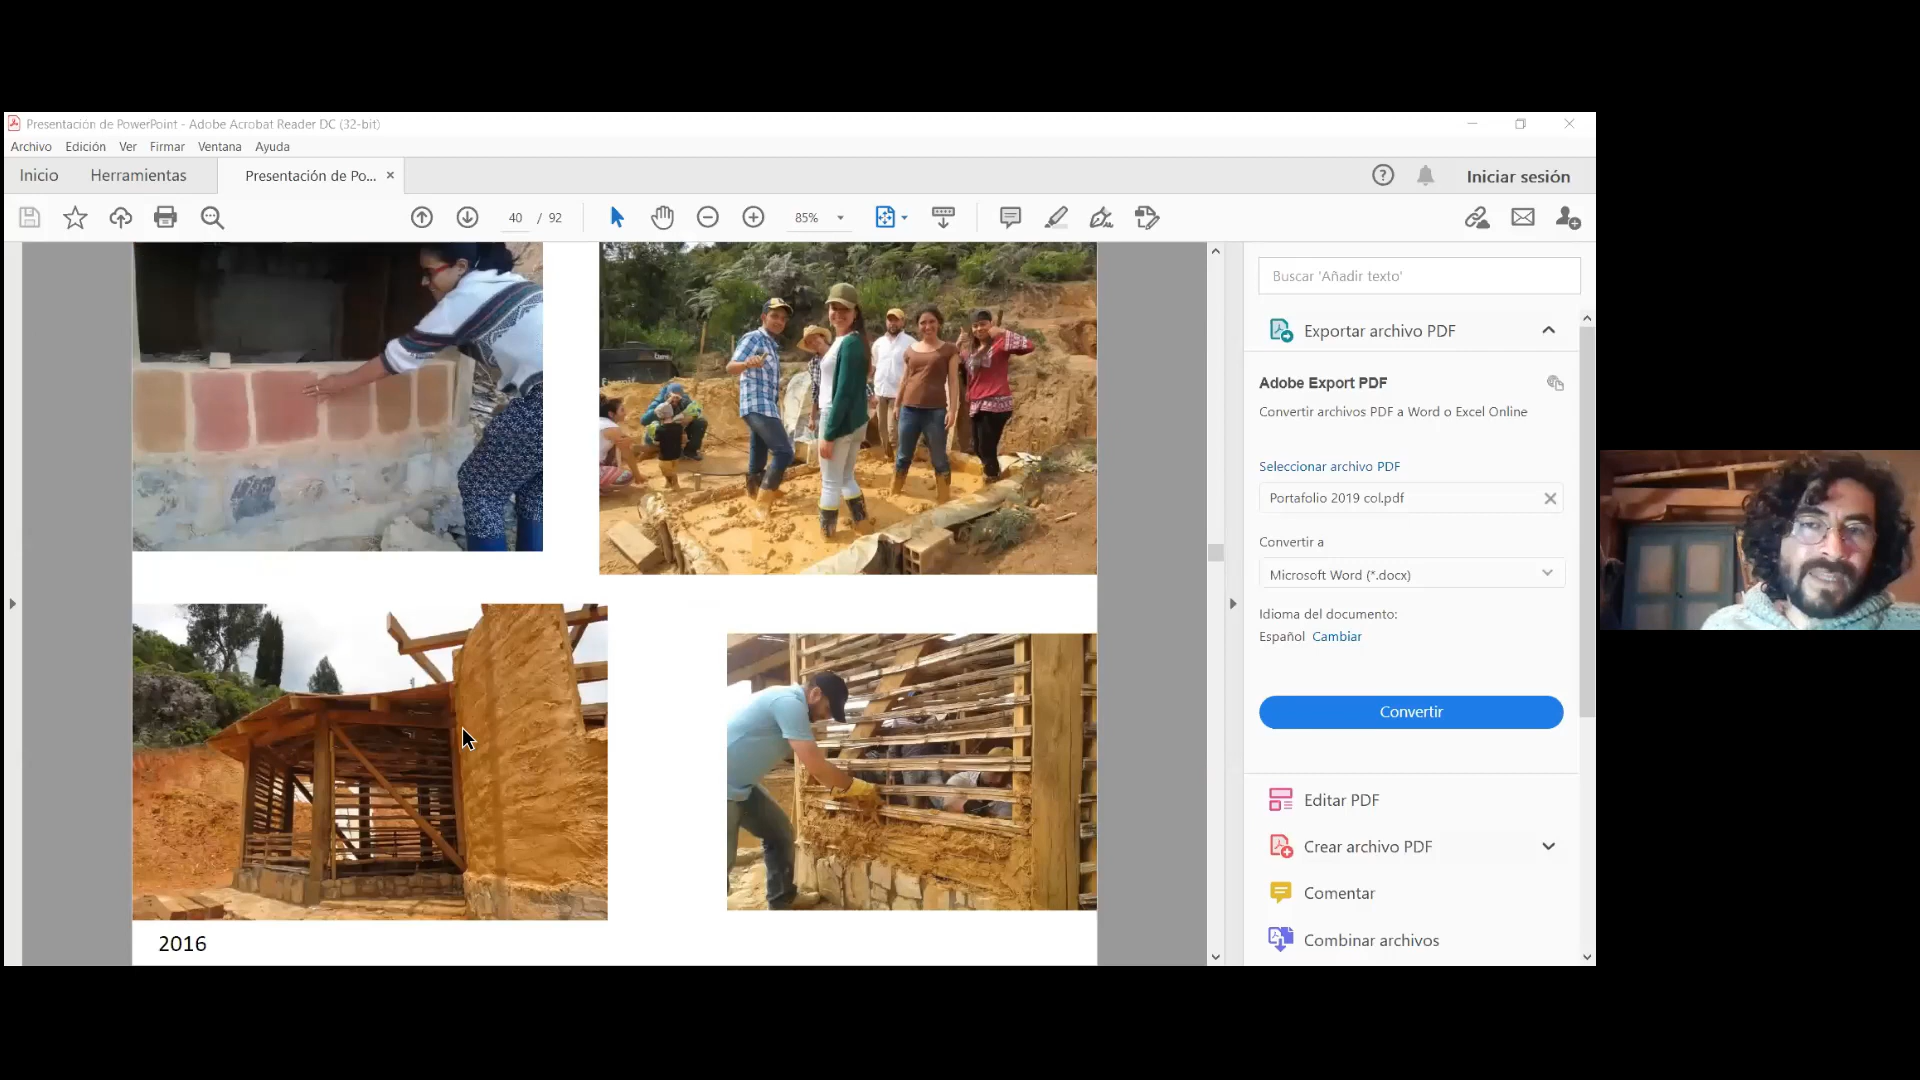 Presentación de PowerPoint - Adobe Acrobat Reader DC (32-bit)
Archivo Edición Ver Firmar Ventana Ayuda
Inicio Herramientas Presentación de Po... × Iniciar sesión
40 / 92 85%
Buscar 'Añadir texto'
Exportar archivo PDF
Adobe Export PDF
Convertir archivos PDF a Word o Excel Online
Seleccionar archivo PDF
Portafolio 2019 col.pdf
Convertir a
Microsoft Word (*.docx)
Idioma del documento:
Español Cambiar
Convertir
Editar PDF
Crear archivo PDF
Comentar
Combinar archivos
2016